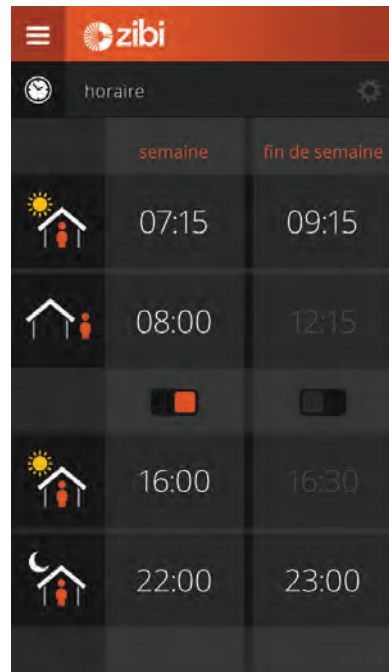 zibi
horaire
semaine fin de semaine
07:15 09:15
08:00 12:15
16:00 16:30
22:00 23:00